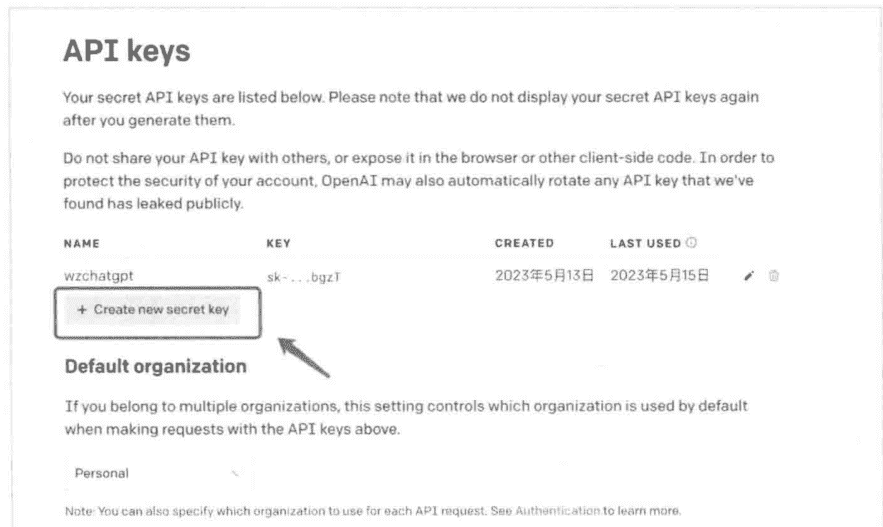 API keys
Your secret API keys are listed below. Please note that we do not display your secret API keys again
after you generate them.
Do not share your API key with others, or expose it in the browser or other client-side code. In order to
protect the security of your account, OpenAI may also automatically rotate any API key that we've
found has leaked publicly.
NAME KEY CREATED LAST USED
wzchatgpt sk-...bgzT 2023年5月13日 2023年5月15日
+ Create new secret key
Default organization
If you belong to multiple organizations, this setting controls which organization is used by default
when making requests with the API keys above.
Personal
Note: You can also specify which organization to use for each API request. See Authentication to learn more.